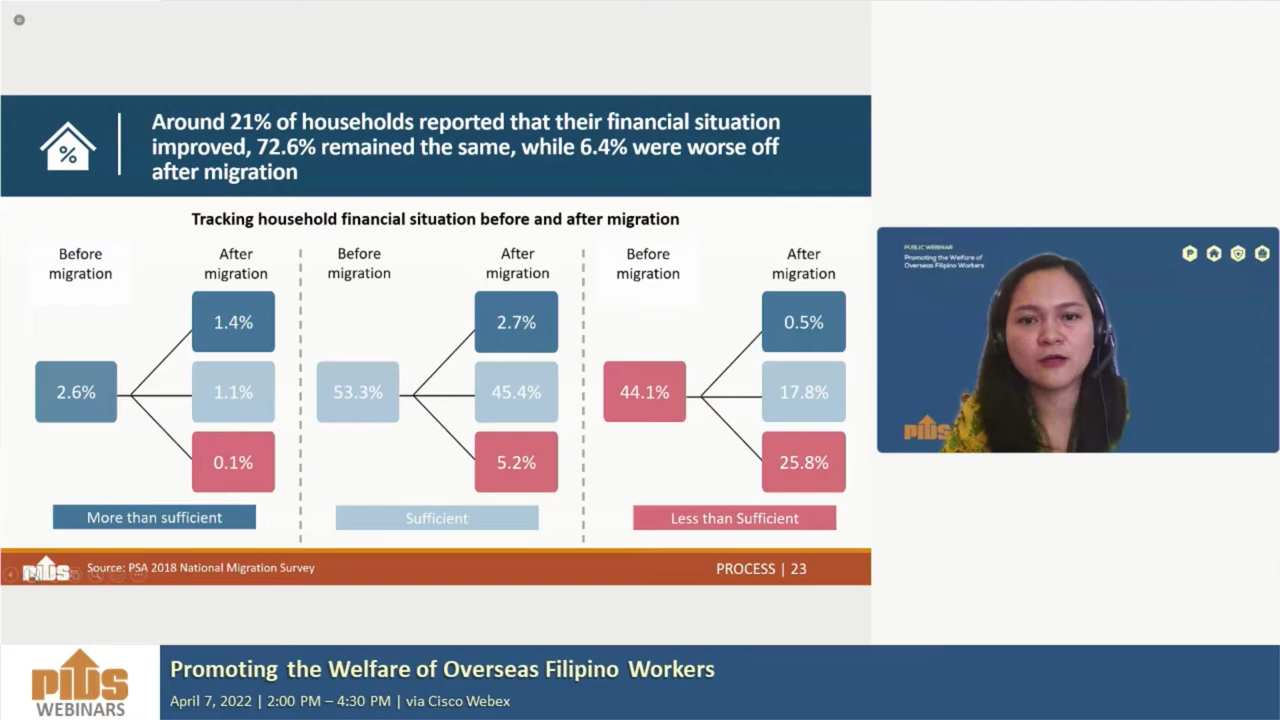 Around 21% of households reported that their financial situation
improved, 72.6% remained the same, while 6.4% were worse off
after migration
%
Tracking household financial situation before and after migration
Before
migration
After
migration
2.6%
1.4%
1.1%
0.1%
More than sufficient
Before
migration
After
migration
53.3%
2.7%
45.4%
5.2%
Sufficient
Before
migration
After
migration
44.1%
0.5%
17.8%
25.8%
Less than Sufficient
PIDS
Source: PSA 2018 National Migration Survey
PROCESS | 23
PUBLIC WEBINAR
Promoting the Welfare of
Overseas Filipino Workers
P
PIDS
PIDS
WEBINARS
Promoting the Welfare of Overseas Filipino Workers
April 7, 2022 | 2:00 PM – 4:30 PM | via Cisco Webex